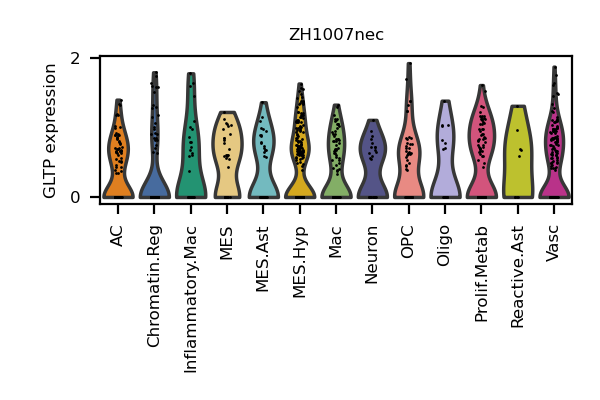 ZH1007nec
GLTP expression
2
0
AC
Chromatin.Reg
Inflammatory.Mac
MES
MES.Ast
MES.Hyp
Mac
Neuron
OPC
Oligo
Prolif.Metab
Reactive.Ast
Vasc